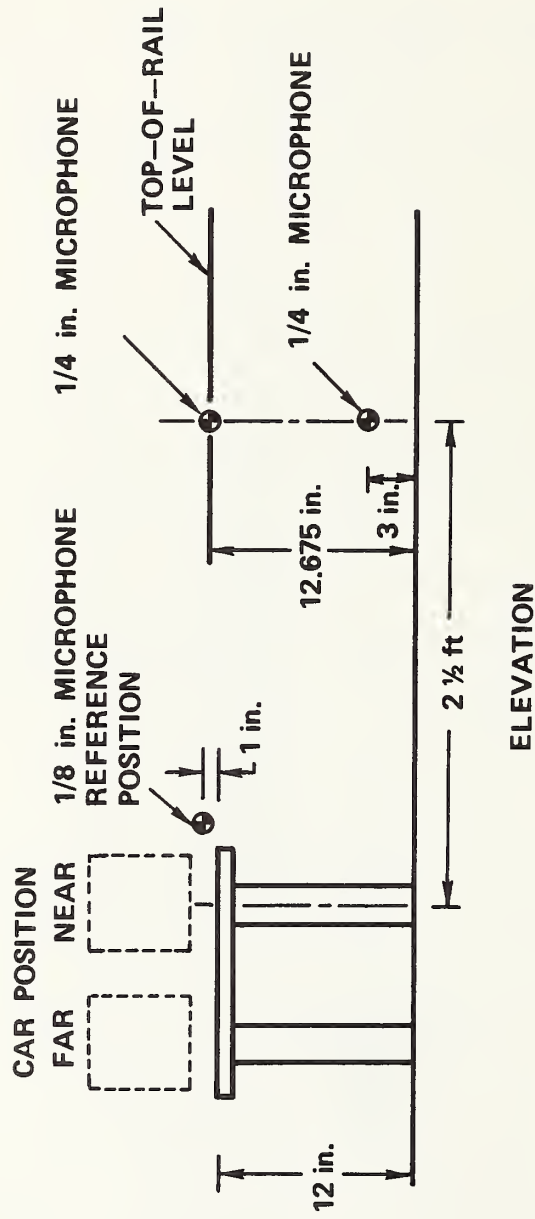 CAR POSITION
FAR NEAR
1/8 in. MICROPHONE
REFERENCE
POSITION
1/4 in. MICROPHONE
TOP-OF-RAIL
LEVEL
1 in.
1/4 in. MICROPHONE
12 in.
12.675 in.
3 in.
2 ½ ft
ELEVATION